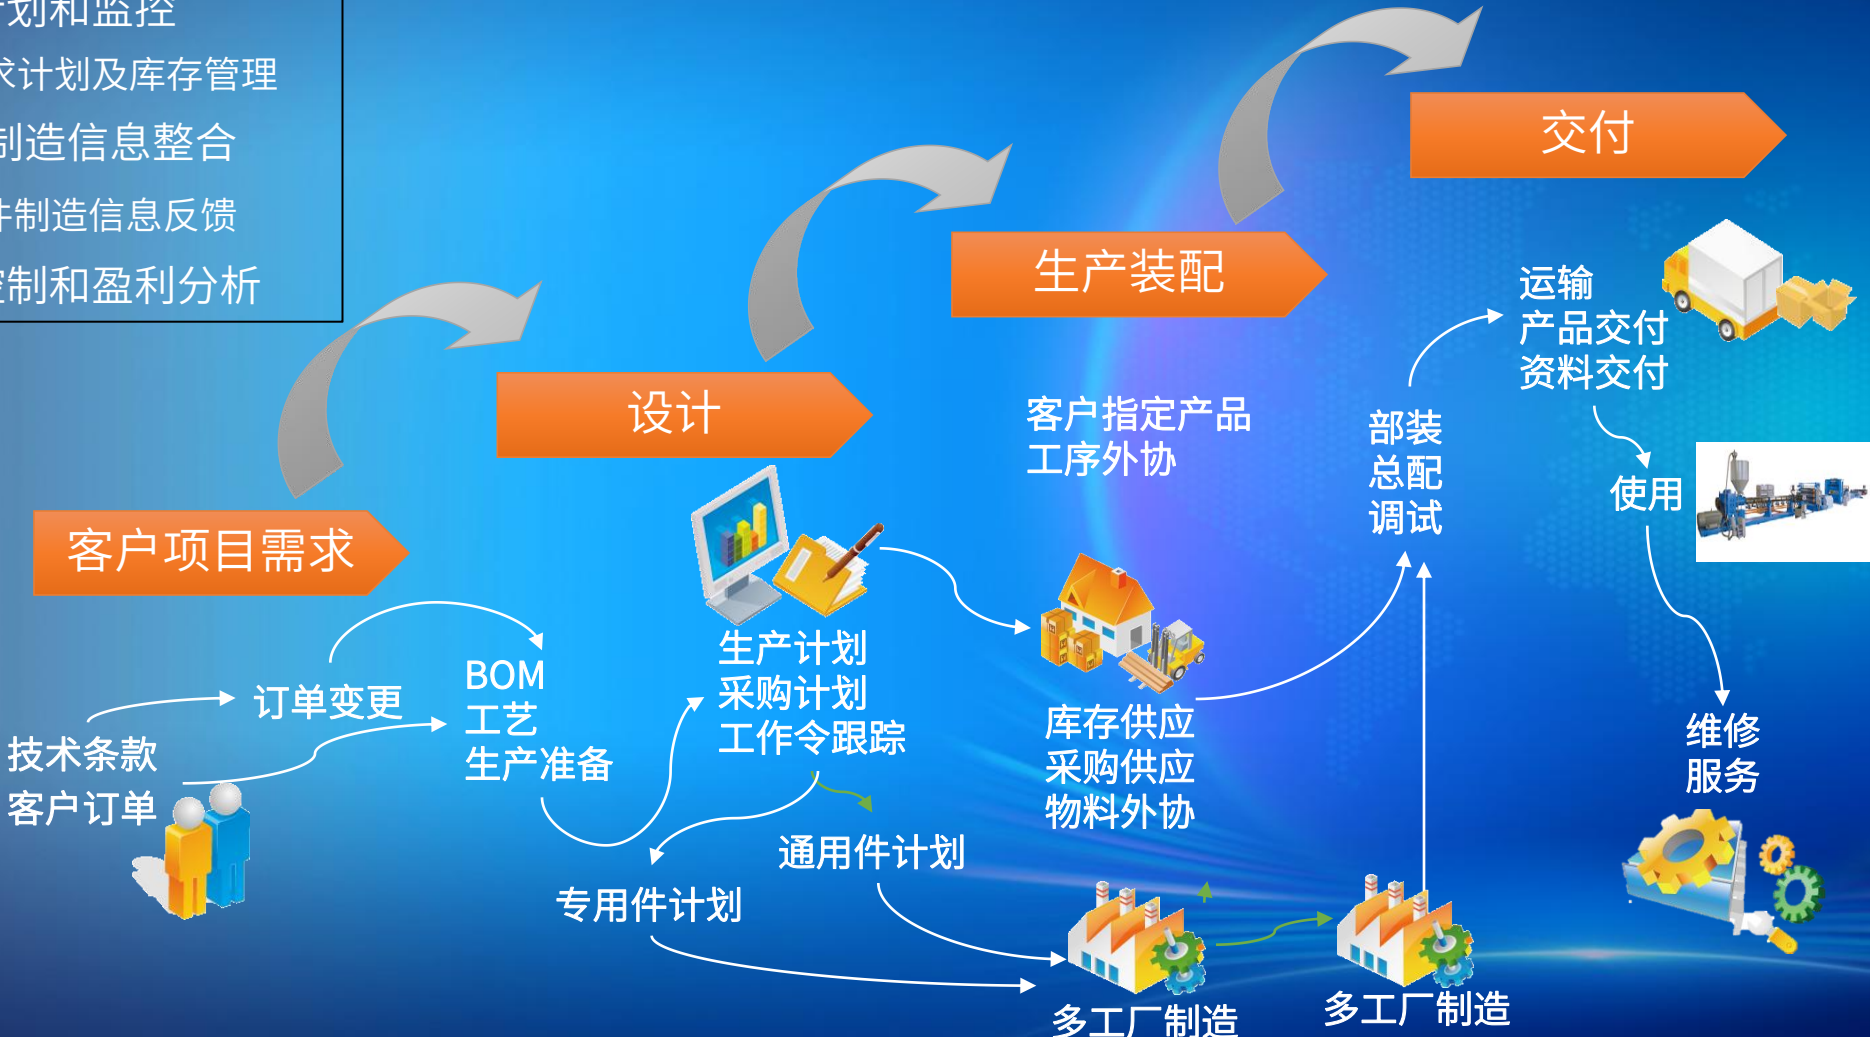 划和监控
求计划及库存管理
制造信息整合
件制造信息反馈
控制和盈利分析
交付
生产装配
设计
客户项目需求
运输
产品交付
资料交付
客户指定产品
工序外协
部装
总配
调试
使用
生产计划
采购计划
工作令跟踪
BOM
工艺
生产准备
订单变更
技术条款
客户订单
库存供应
采购供应
物料外协
维修
服务
通用件计划
专用件计划
多工厂制造
多工厂制造